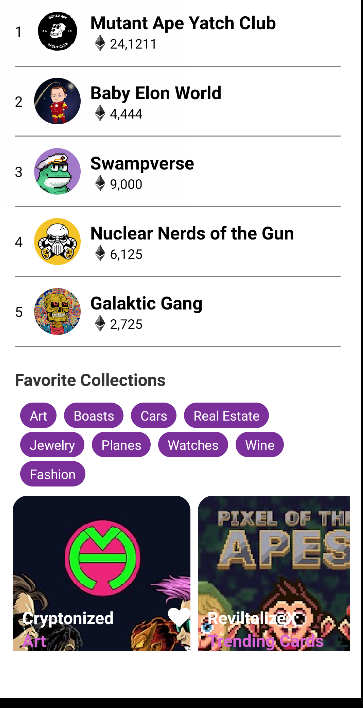 1
Mutant Ape Yatch Club
24,1211
2
Baby Elon World
4,444
3
Swampverse
9,000
4
Nuclear Nerds of the Gun
6,125
5
Galaktic Gang
2,725
Favorite Collections
Art Boasts Cars Real Estate
Jewelry Planes Watches Wine
Fashion
PIXEL OF THE
APES
Cryptonized
Art
ReviltalizeX
Trending Cards